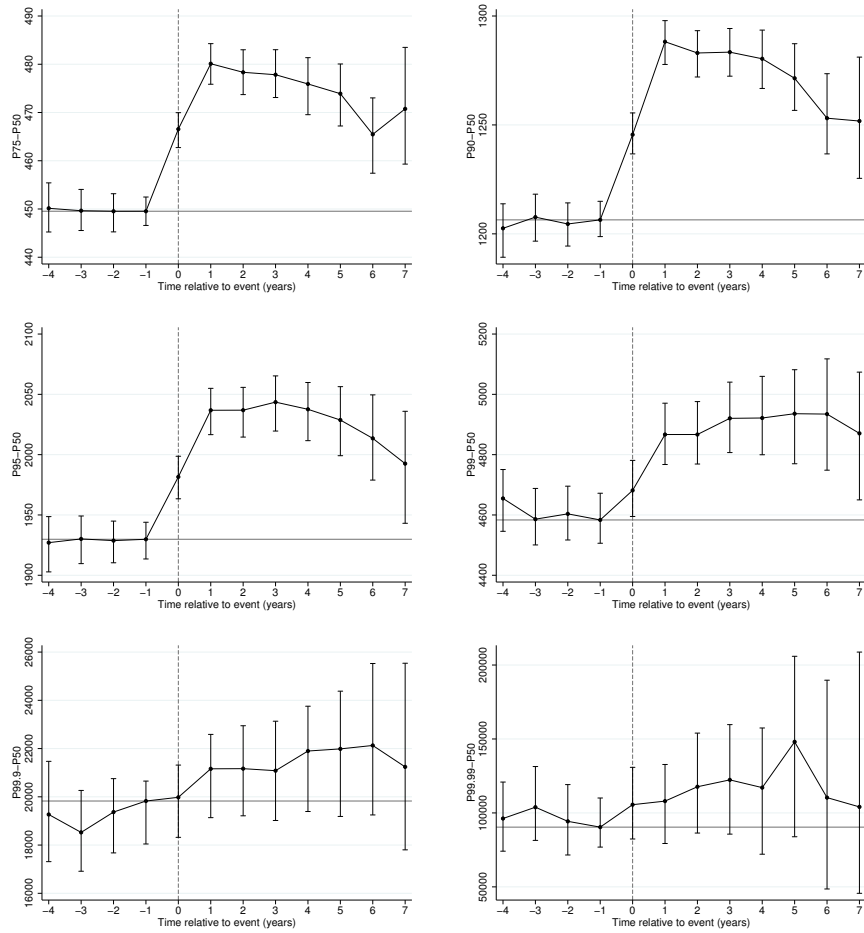 P75−P50
490
480
470
460
450
440
−4 −3 −2 −1 0 1 2 3 4 5 6 7
Time relative to event (years)
P90−P50
1300
1250
1200
−4 −3 −2 −1 0 1 2 3 4 5 6 7
Time relative to event (years)
P95−P50
2100
2050
2000
1950
1900
−4 −3 −2 −1 0 1 2 3 4 5 6 7
Time relative to event (years)
P99−P50
5200
5000
4800
4600
4400
−4 −3 −2 −1 0 1 2 3 4 5 6 7
Time relative to event (years)
P99.9−P50
26000
24000
22000
20000
18000
16000
−4 −3 −2 −1 0 1 2 3 4 5 6 7
Time relative to event (years)
P99.99−P50
200000
150000
100000
50000
−4 −3 −2 −1 0 1 2 3 4 5 6 7
Time relative to event (years)